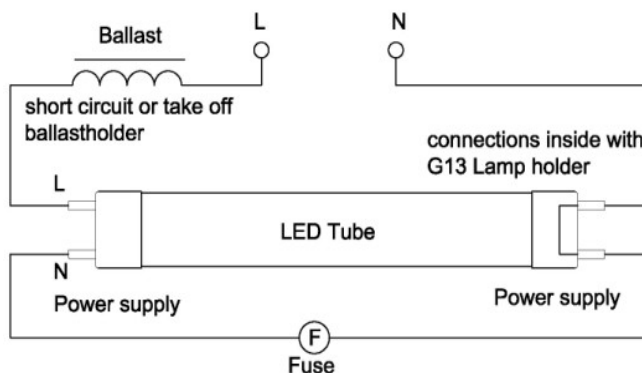 Ballast
L
N
short circuit or take off
ballastholder
connections inside with
G13 Lamp holder
L
LED Tube
N
Power supply
Power supply
F
Fuse